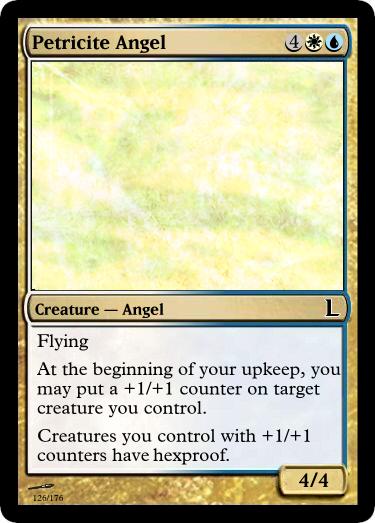 Petricite Angel 4
Creature — Angel L
Flying
At the beginning of your upkeep, you
may put a +1/+1 counter on target
creature you control.
Creatures you control with +1/+1
counters have hexproof.
4/4
126/176